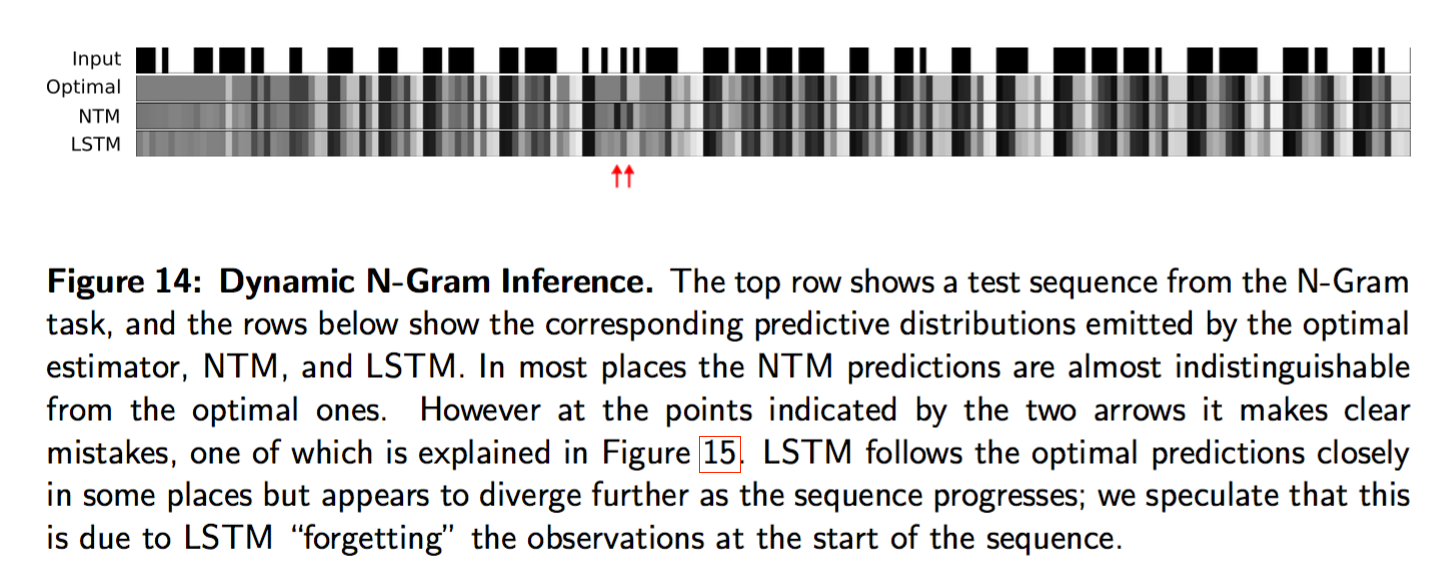 Input
Optimal
NTM
LSTM
Figure 14: Dynamic N-Gram Inference. The top row shows a test sequence from the N-Gram
task, and the rows below show the corresponding predictive distributions emitted by the optimal
estimator, NTM, and LSTM. In most places the NTM predictions are almost indistinguishable
from the optimal ones. However at the points indicated by the two arrows it makes clear
mistakes, one of which is explained in Figure 15. LSTM follows the optimal predictions closely
in some places but appears to diverge further as the sequence progresses; we speculate that this
is due to LSTM “forgetting” the observations at the start of the sequence.